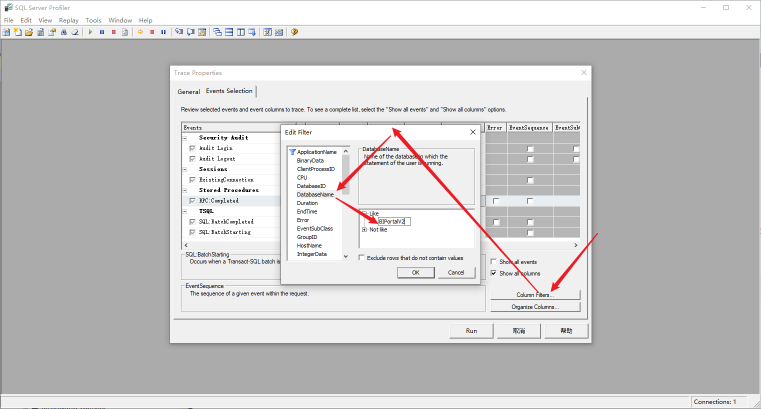 SQL Server Profiler
File Edit View Replay Tools Window Help
Trace Properties
General Events Selection
Review selected events and event columns to trace. To see a complete list, select the "Show all events" and "Show all columns" options.
Events Error EventSequence EventSub
Security Audit
Audit Login
Audit Logout
Sessions
ExistingConnection
Stored Procedures
RPC:Completed
TSQL
SQL:BatchCompleted
SQL:BatchStarting
Edit Filter
ApplicationName
BinaryData
ClientProcessID
CPU
DatabaseID
DatabaseName
Duration
EndTime
Error
EventSubClass
GroupID
HostName
IntegerData
DatabaseName
Name of the database in which the
statement of the user is running.
Like
BIPortalV2
Not like
Exclude rows that do not contain values
OK Cancel
SQL:BatchStarting
Occurs when a Transact-SQL batch is
Show all events
Show all columns
EventSequence
The sequence of a given event within the request.
Column Filters...
Organize Columns...
Run 取消 帮助
Connections: 1